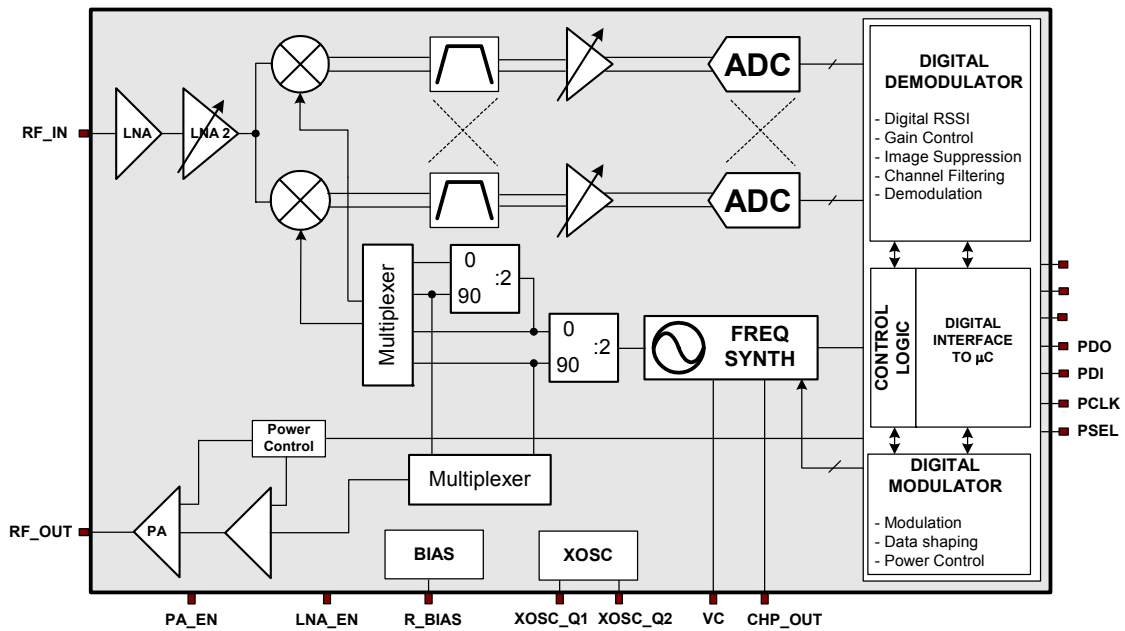 RF_IN
LNA
LNA 2
ADC
ADC
DIGITAL
DEMODULATOR
- Digital RSSI
- Gain Control
- Image Suppression
- Channel Filtering
- Demodulation
Multiplexer
0
:2
90
0
:2
90
FREQ
SYNTH
CONTROL
LOGIC
DIGITAL
INTERFACE
TO µC
PDO
PDI
PCLK
PSEL
Power
Control
Multiplexer
DIGITAL
MODULATOR
- Modulation
- Data shaping
- Power Control
RF_OUT
PA
BIAS
XOSC
PA_EN
LNA_EN
R_BIAS
XOSC_Q1
XOSC_Q2
VC
CHP_OUT